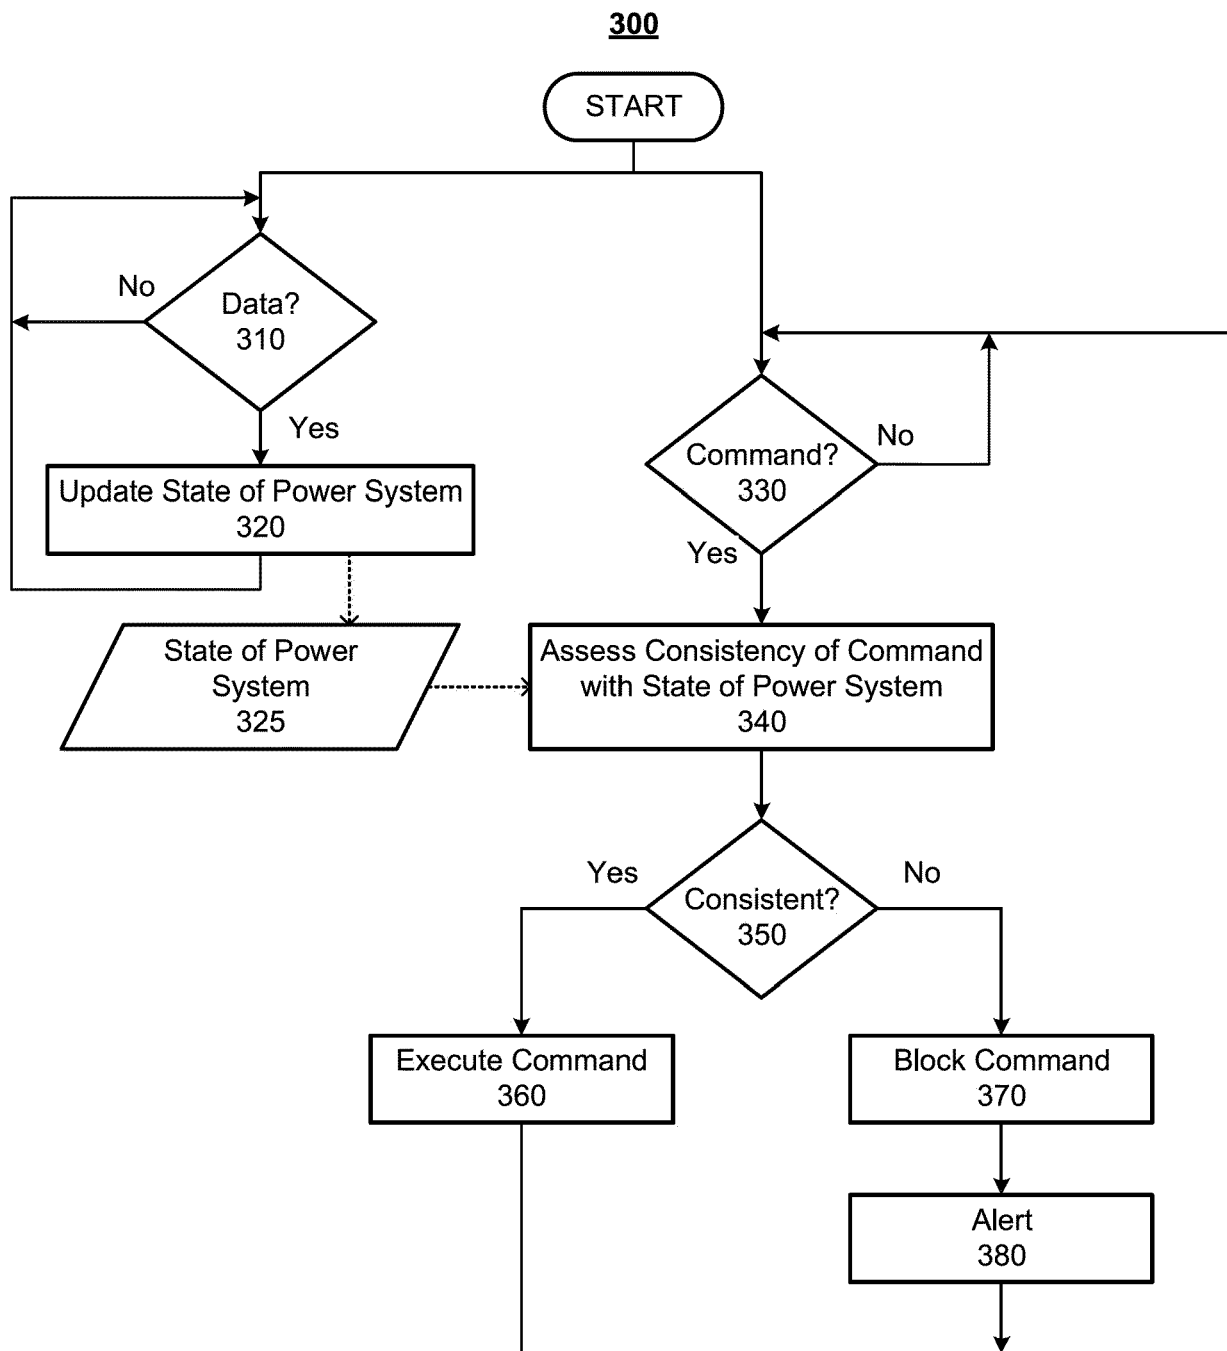 300
START
No
Data?
310
Yes
Update State of Power System
320
State of Power
System
325
Command?
330
No
Yes
Assess Consistency of Command
with State of Power System
340
Yes
Consistent?
350
No
Execute Command
360
Block Command
370
Alert
380